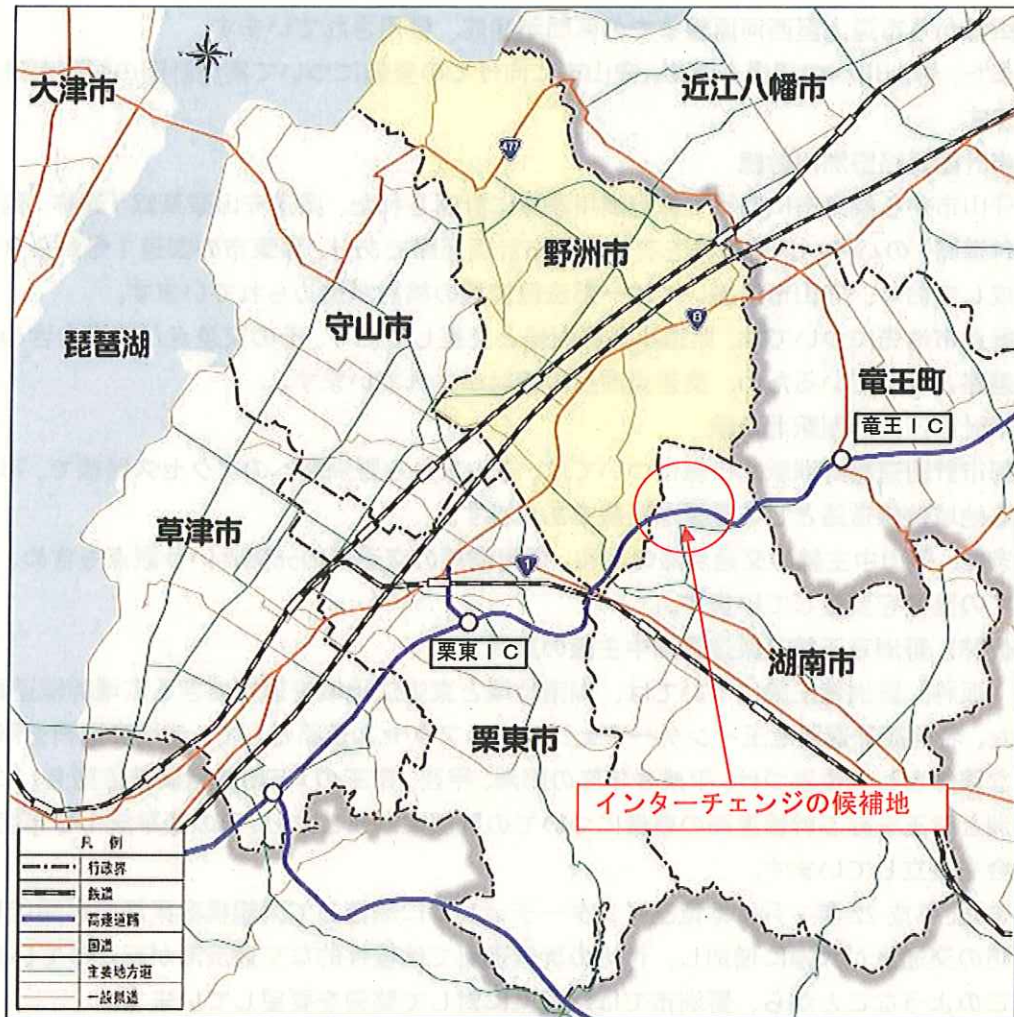 大津市
近江八幡市
477
野洲市
守山市
琵琶湖
8
竜王町
竜王IC
草津市
1
栗東IC
湖南市
栗東市
インターチェンジの候補地
凡例
行政界
鉄道
高速道路
国道
主要地方道
一般県道